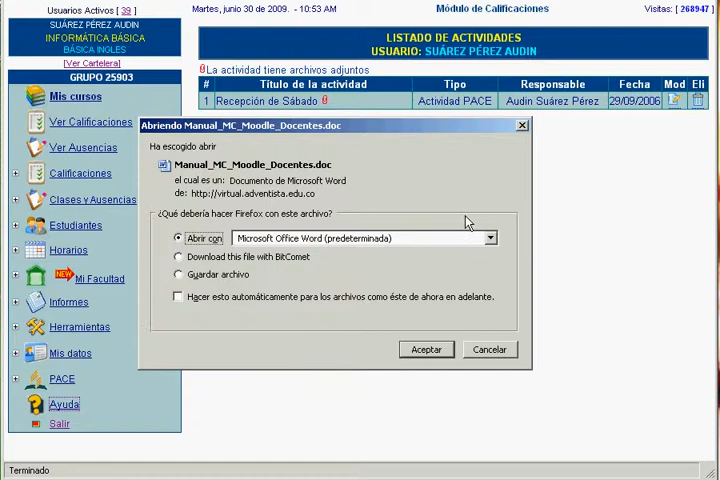 Usuarios Activos [ 39 ]
Martes, junio 30 de 2009. - 10:53 AM
Módulo de Calificaciones
Visitas: [ 268947 ]
SUÁREZ PÉREZ AUDIN
INFORMÁTICA BÁSICA
BÁSICA INGLES
[Ver Cartelera]
GRUPO 25903
Mis cursos
Ver Calificaciones
Ver Ausencias
Calificaciones
Clases y Ausencias
Estudiantes
Horarios
NEW Mi Facultad
Informes
Herramientas
Mis datos
PACE
Ayuda
Salir
LISTADO DE ACTIVIDADES
USUARIO: SUÁREZ PÉREZ AUDIN
La actividad tiene archivos adjuntos
# Título de la actividad Tipo Responsable Fecha Mod Eli
1 Recepción de Sábado Actividad PACE Audin Suárez Pérez 29/09/2006
Abriendo Manual_MC_Moodle_Docentes.doc
Ha escogido abrir
Manual_MC_Moodle_Docentes.doc
el cual es un: Documento de Microsoft Word
de: http://virtual.adventista.edu.co
¿Qué debería hacer Firefox con este archivo?
Abrir con Microsoft Office Word (predeterminada)
Download this file with BitComet
Guardar archivo
Hacer esto automáticamente para los archivos como éste de ahora en adelante.
Aceptar
Cancelar
Terminado